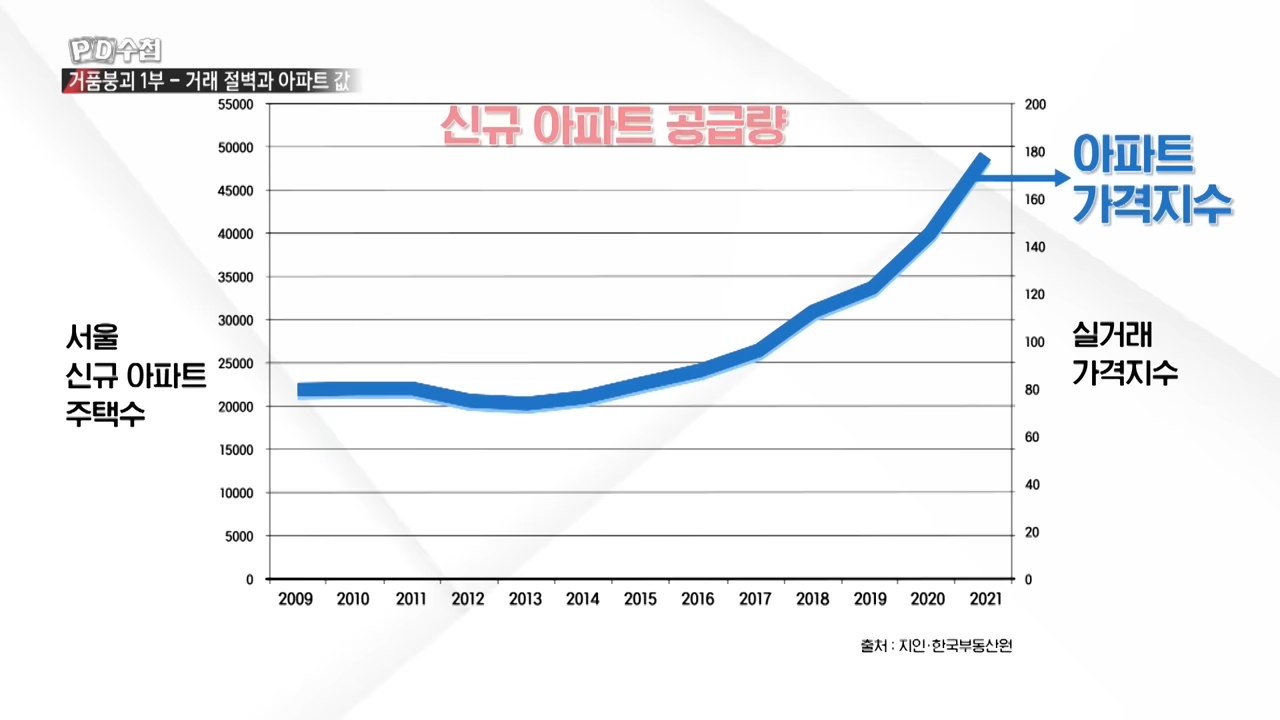 PD수첩
거품붕괴 1부 - 거래 절벽과 아파트 값
신규 아파트 공급량
55000
50000
45000
40000
35000
30000
25000
20000
15000
10000
5000
0
서울
신규 아파트
주택수
200
180
160
140
120
100
80
60
40
20
0
아파트
가격지수
실거래
가격지수
2009 2010 2011 2012 2013 2014 2015 2016 2017 2018 2019 2020 2021
출처 : 지인·한국부동산원